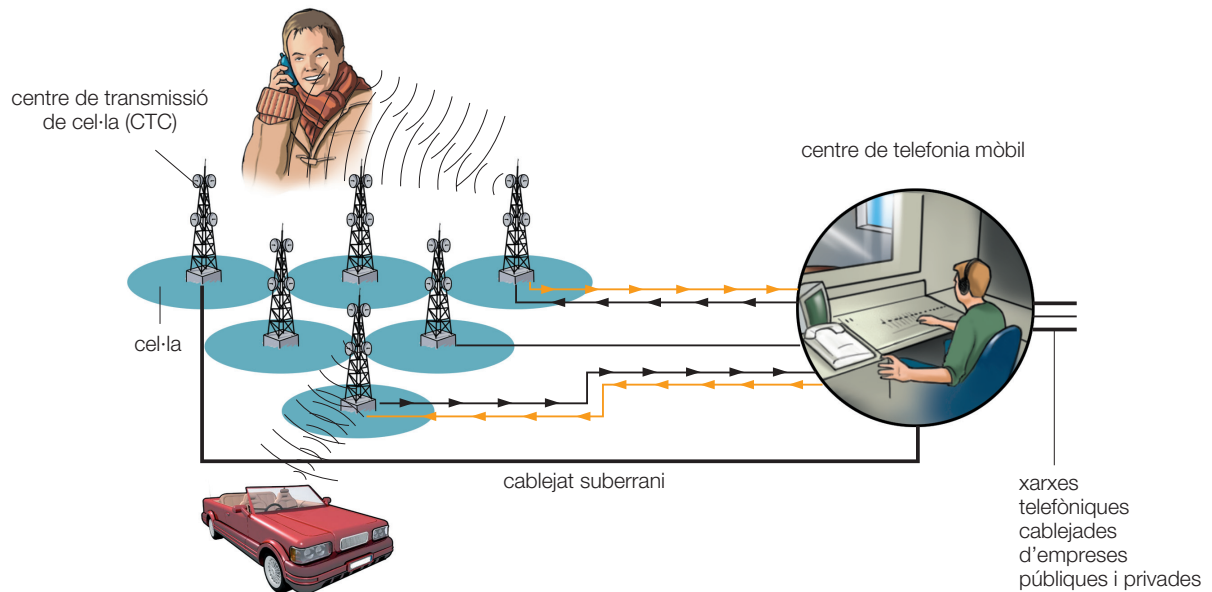 centre de transmissió
de cel·la (CTC)
centre de telefonia mòbil
cel·la
cablejat suberrani
xarxes
telefòniques
cablejades
d'empreses
públiques i privades